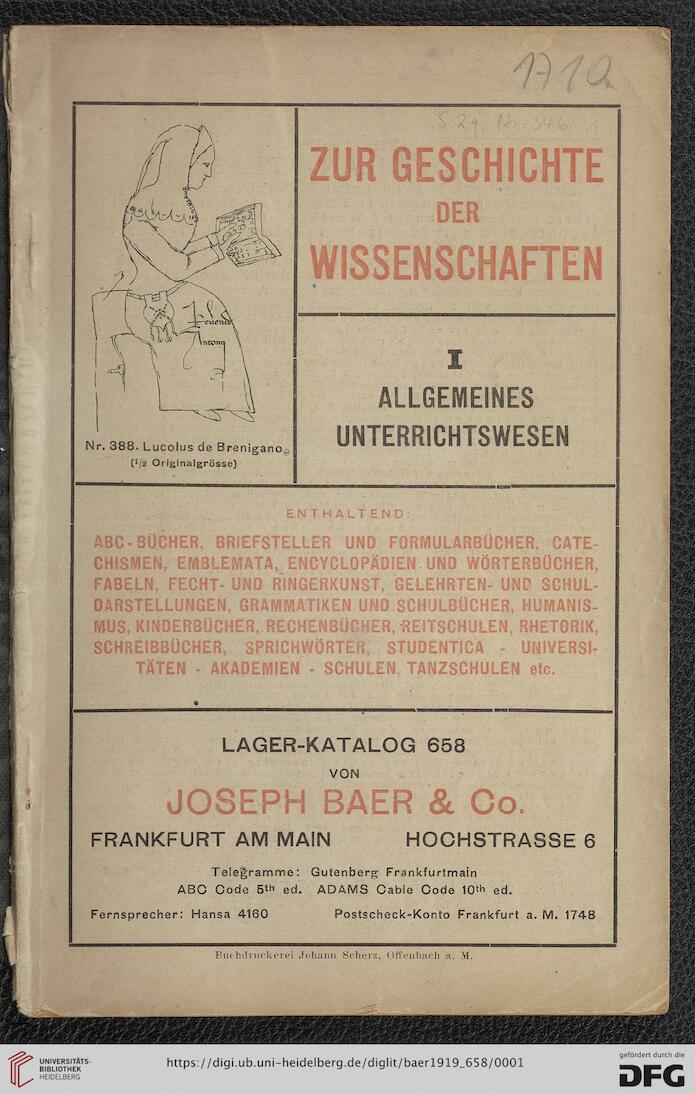 1710
S. 29, Nr. 346
ZUR GESCHICHTE
DER
WISSENSCHAFTEN
Antony
Nr. 388. Lucolus de Brenigano
(1/2 Originalgrösse)
I
ALLGEMEINES
UNTERRICHTSWESEN
ENTHALTEND:
ABC-BÜCHER, BRIEFSTELLER UND FORMULARBÜCHER, CATE-
CHISMEN, EMBLEMATA, ENCYCLOPÄDIEN UND WÖRTERBÜCHER,
FABELN, FECHT- UND RINGERKUNST, GELEHRTEN- UND SCHUL-
DARSTELLUNGEN, GRAMMATIKEN UND SCHULBÜCHER, HUMANIS-
MUS, KINDERBÜCHER, RECHENBÜCHER, REITSCHULEN, RHETORIK,
SCHREIBBÜCHER, SPRICHWÖRTER, STUDENTICA - UNIVERSI-
TÄTEN - AKADEMIEN - SCHULEN, TANZSCHULEN etc.
LAGER-KATALOG 658
VON
JOSEPH BAER & Co.
FRANKFURT AM MAIN HOCHSTRASSE 6
Telegramme: Gutenberg Frankfurtmain
ABC Code 5th ed. ADAMS Cable Code 10th ed.
Fernsprecher: Hansa 4160 Postscheck-Konto Frankfurt a. M. 1748
Buchdruckerei Johann Scherz, Offenbach a. M.
UNIVERSITÄTS-
BIBLIOTHEK
HEIDELBERG
https://digi.ub.uni-heidelberg.de/diglit/baer1919_658/0001
gefördert durch die
DFG